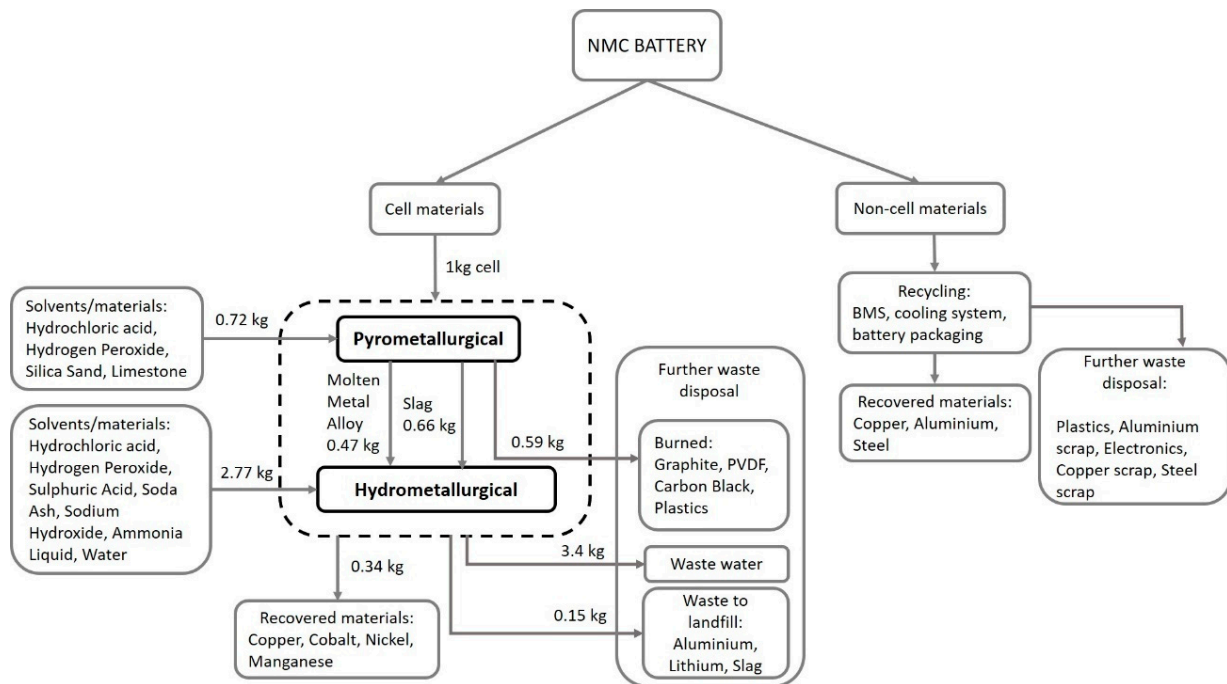 NMC BATTERY
Cell materials
Non-cell materials
1kg cell
Solvents/materials:
Hydrochloric acid,
Hydrogen Peroxide,
Silica Sand, Limestone
0.72 kg
Pyrometallurgical
Molten
Metal
Alloy
0.47 kg
Slag
0.66 kg
0.59 kg
Solvents/materials:
Hydrochloric acid,
Hydrogen Peroxide,
Sulphuric Acid, Soda
Ash, Sodium
Hydroxide, Ammonia
Liquid, Water
2.77 kg
Hydrometallurgical
0.34 kg
Recovered materials:
Copper, Cobalt, Nickel,
Manganese
3.4 kg
0.15 kg
Further waste
disposal
Burned:
Graphite, PVDF,
Carbon Black,
Plastics
Waste water
Waste to
landfill:
Aluminium,
Lithium, Slag
Recycling:
BMS, cooling system,
battery packaging
Recovered materials:
Copper, Aluminium,
Steel
Further waste
disposal:
Plastics, Aluminium
scrap, Electronics,
Copper scrap, Steel
scrap